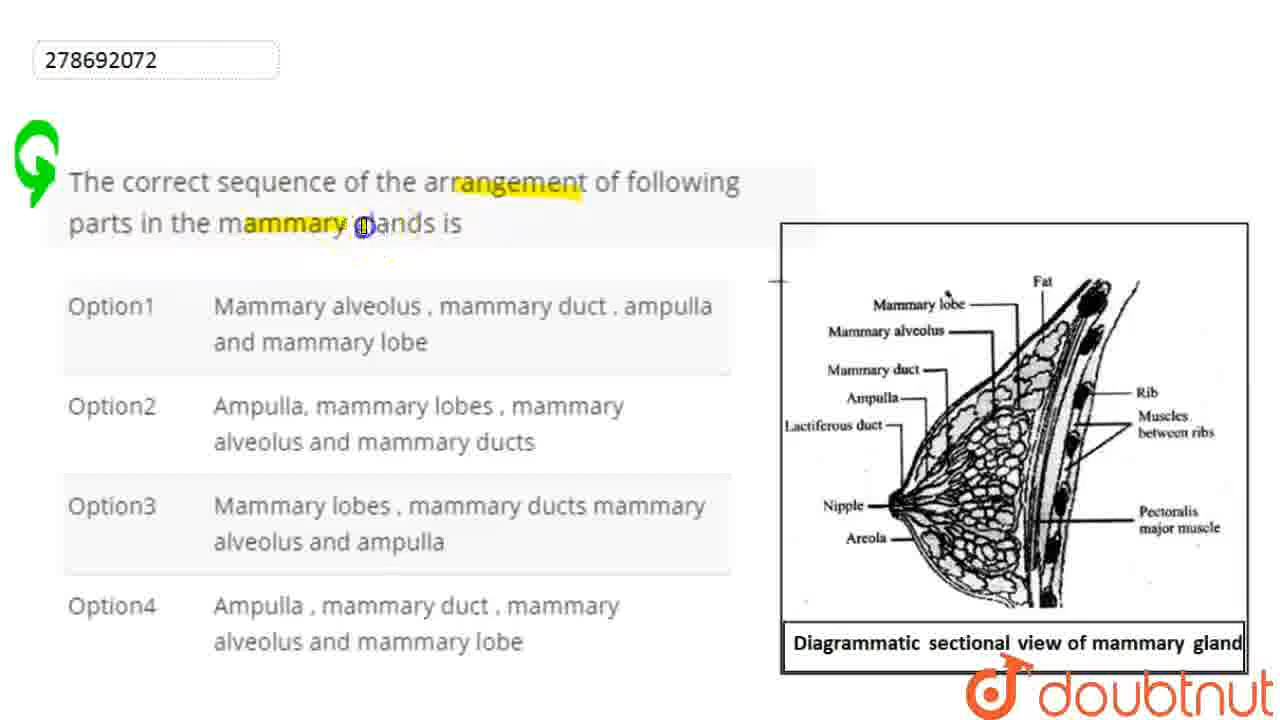 278692072
The correct sequence of the arrangement of following
parts in the mammary glands is
Option1 Mammary alveolus , mammary duct , ampulla
and mammary lobe
Option2 Ampulla, mammary lobes , mammary
alveolus and mammary ducts
Option3 Mammary lobes , mammary ducts mammary
alveolus and ampulla
Option4 Ampulla , mammary duct , mammary
alveolus and mammary lobe
Fat
Mammary lobe
Mammary alveolus
Mammary duct
Ampulla
Lactiferous duct
Nipple
Areola
Rib
Muscles
between ribs
Pectoralis
major muscle
Diagrammatic sectional view of mammary gland
doubtnut